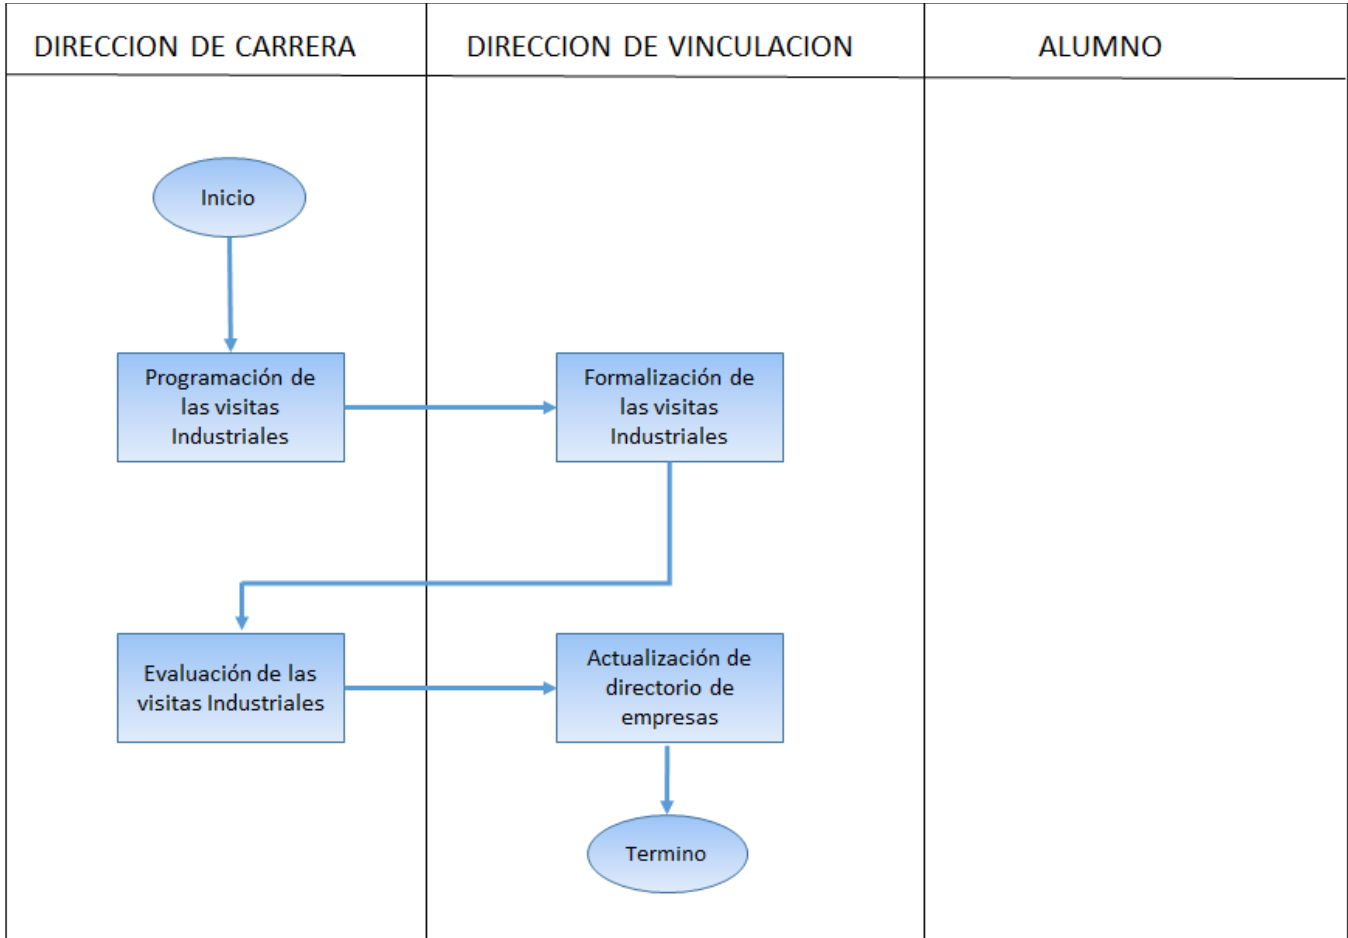 DIRECCION DE CARRERA
DIRECCION DE VINCULACION
ALUMNO
Inicio
Programación de
las visitas
Industriales
Formalización de
las visitas
Industriales
Evaluación de las
visitas Industriales
Actualización de
directorio de
empresas
Termino